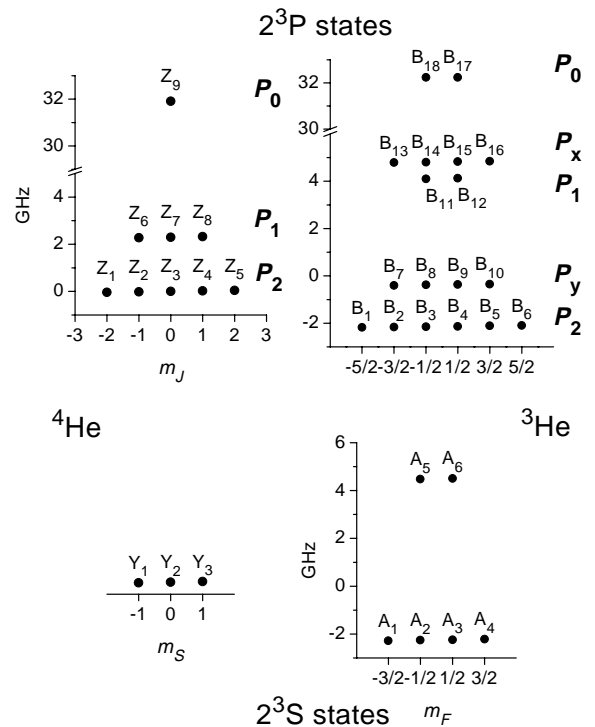 2³P states
Z₉
P₀
32
30
GHz
4
2
0
Z₆ Z₇ Z₈
P₁
Z₁ Z₂ Z₃ Z₄ Z₅
P₂
-3 -2 -1 0 1 2 3
m_J
B₁₈ B₁₇
P₀
32
30
B₁₃ B₁₄ B₁₅ B₁₆
Pₓ
4
B₁₁ B₁₂
P₁
2
0
B₇ B₈ B₉ B₁₀
P_y
-2
B₁ B₂ B₃ B₄ B₅ B₆
P₂
-5/2 -3/2 -1/2 1/2 3/2 5/2
⁴He
Y₁ Y₂ Y₃
-1 0 1
m_S
³He
6
A₅ A₆
4
GHz
2
0
-2
A₁ A₂ A₃ A₄
-3/2 -1/2 1/2 3/2
2³S states
m_F